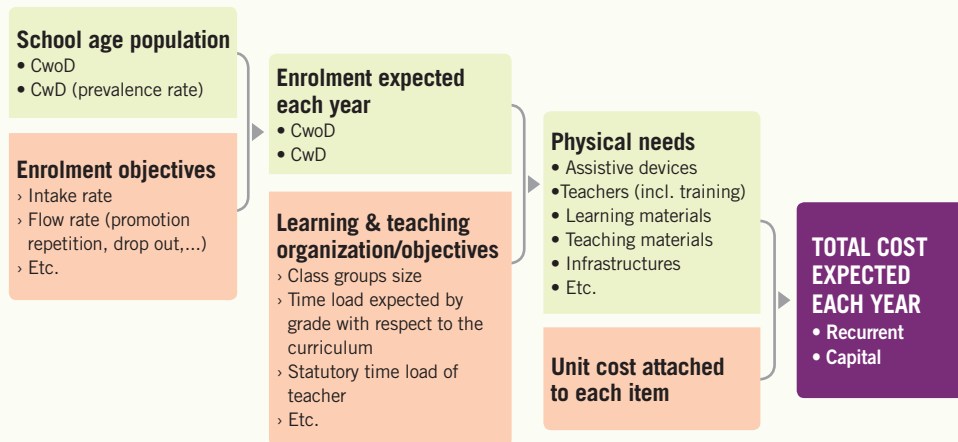 School age population
• CwoD
• CwD (prevalence rate)
Enrolment objectives
› Intake rate
› Flow rate (promotion
repetition, drop out,...)
› Etc.
Enrolment expected
each year
• CwoD
• CwD
Learning & teaching
organization/objectives
› Class groups size
› Time load expected by
grade with respect to the
curriculum
› Statutory time load of
teacher
› Etc.
Physical needs
• Assistive devices
•Teachers (incl. training)
• Learning materials
• Teaching materials
• Infrastructures
• Etc.
Unit cost attached
to each item
TOTAL COST
EXPECTED
EACH YEAR
• Recurrent
• Capital